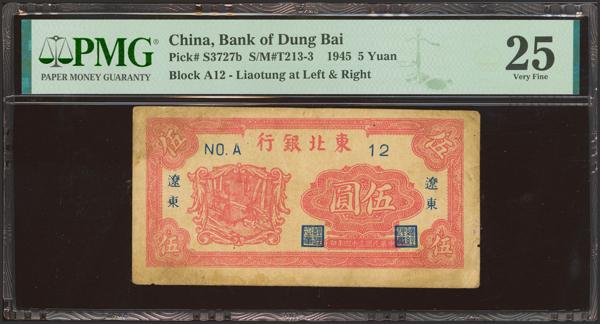 PMG
PAPER MONEY GUARANTY
China, Bank of Dung Bai
Pick# S3727b S/M#T213-3 1945 5 Yuan
Block A12 - Liaotung at Left & Right
25
Very Fine
伍
伍
行銀北東
NO. A
12
遼東
遼東
圓伍
伍
伍